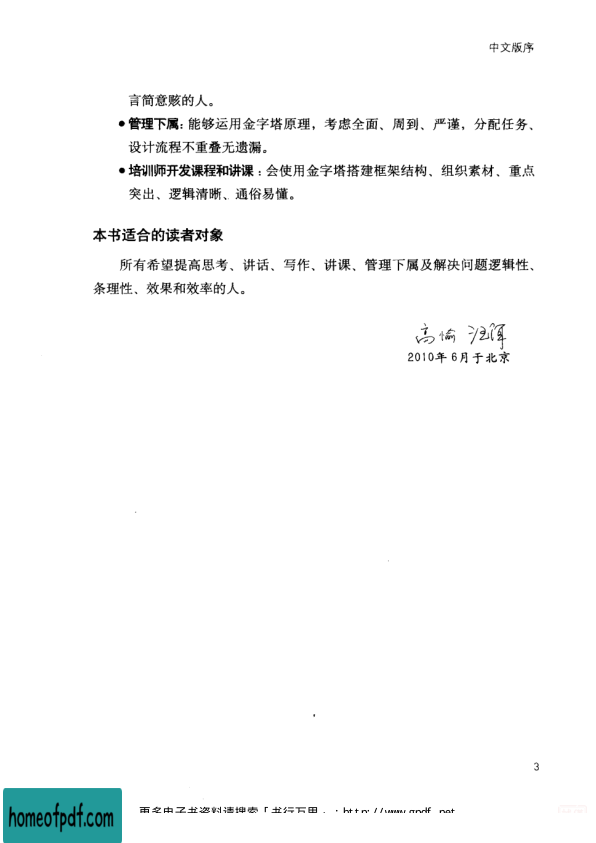 中文版序
言简意赅的人。
●管理下属：能够运用金字塔原理，考虑全面、周到、严谨，分配任务、
设计流程不重叠无遗漏。
●培训师开发课程和讲课：会使用金字塔搭建框架结构、组织素材、重点
突出、逻辑清晰、通俗易懂。
本书适合的读者对象
所有希望提高思考、讲话、写作、讲课、管理下属及解决问题逻辑性、
条理性、效果和效率的人。
高愉 汪洱
2010年6月于北京
3
homeofpdf.com
更多电子书资料请搜索「书行万里」：http://www.gpdf.net